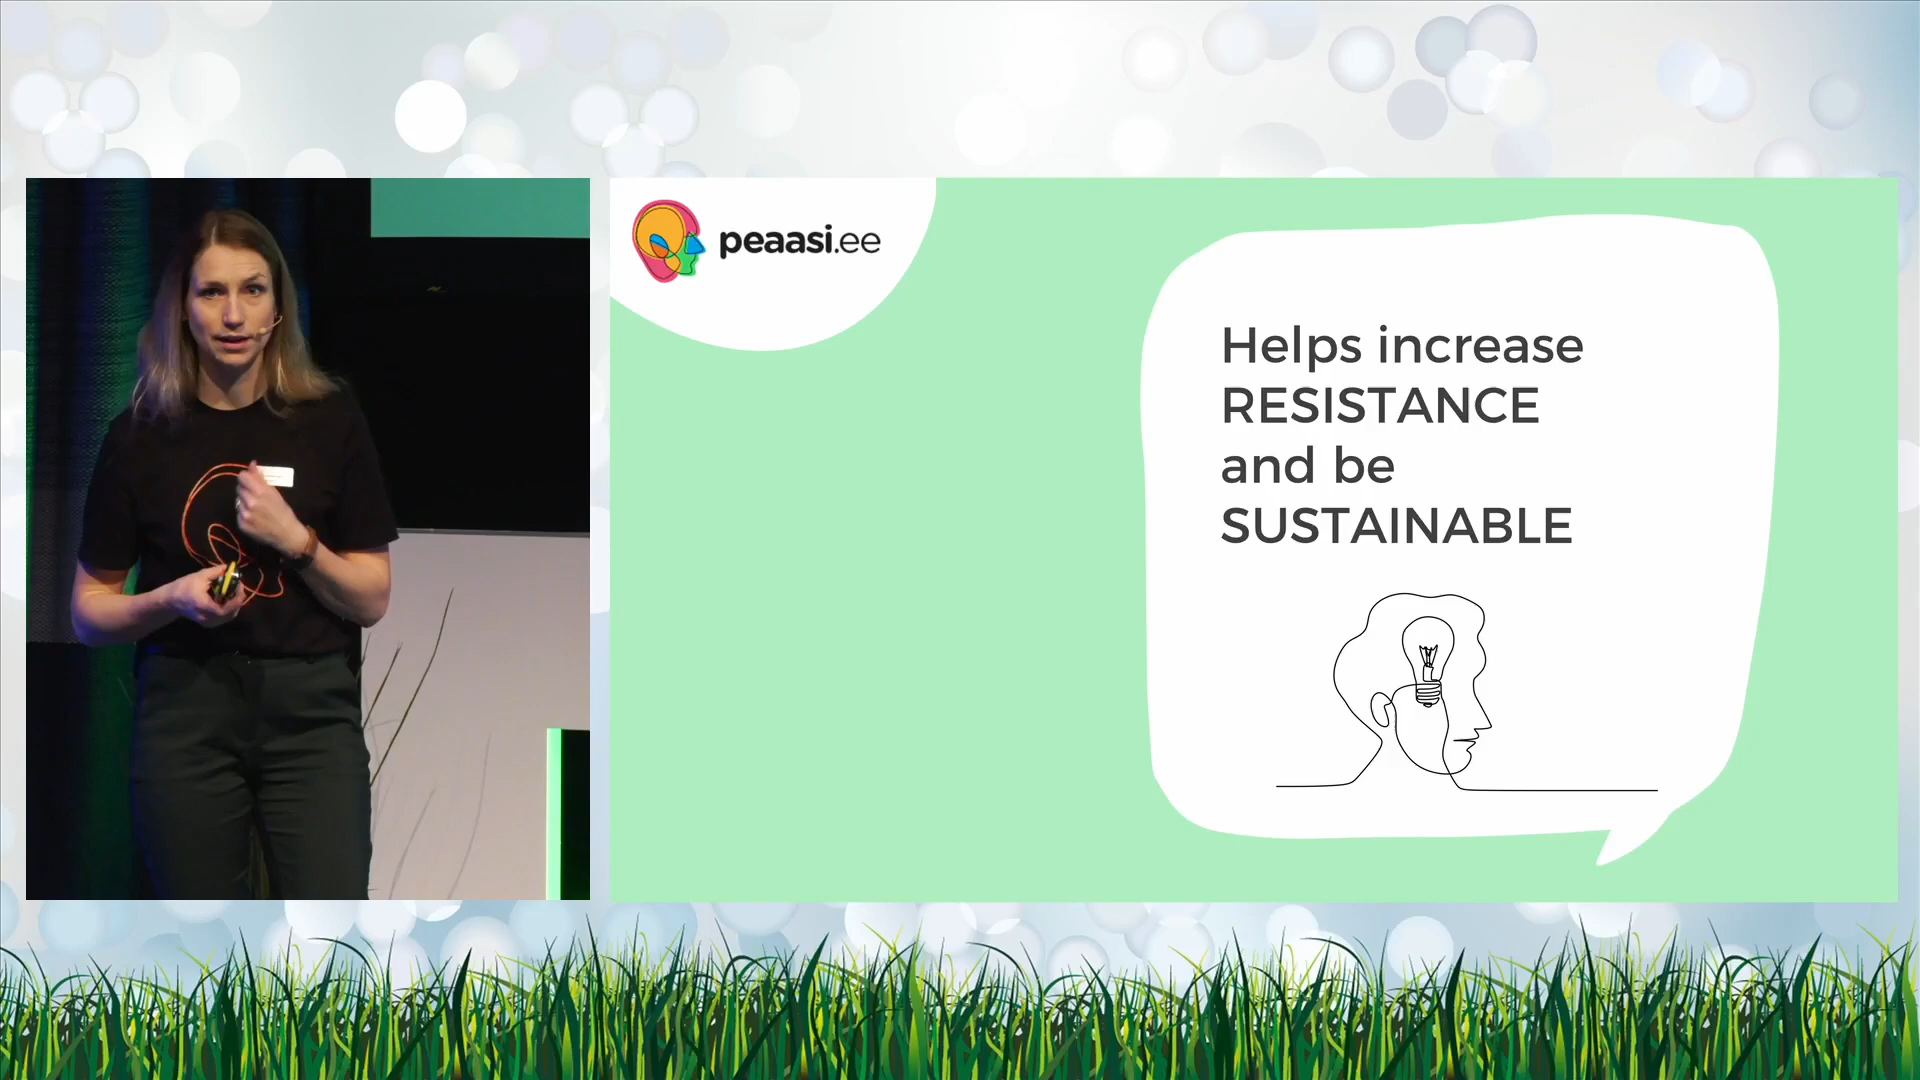 peaasi.ee
Helps increase
RESISTANCE
and be
SUSTAINABLE